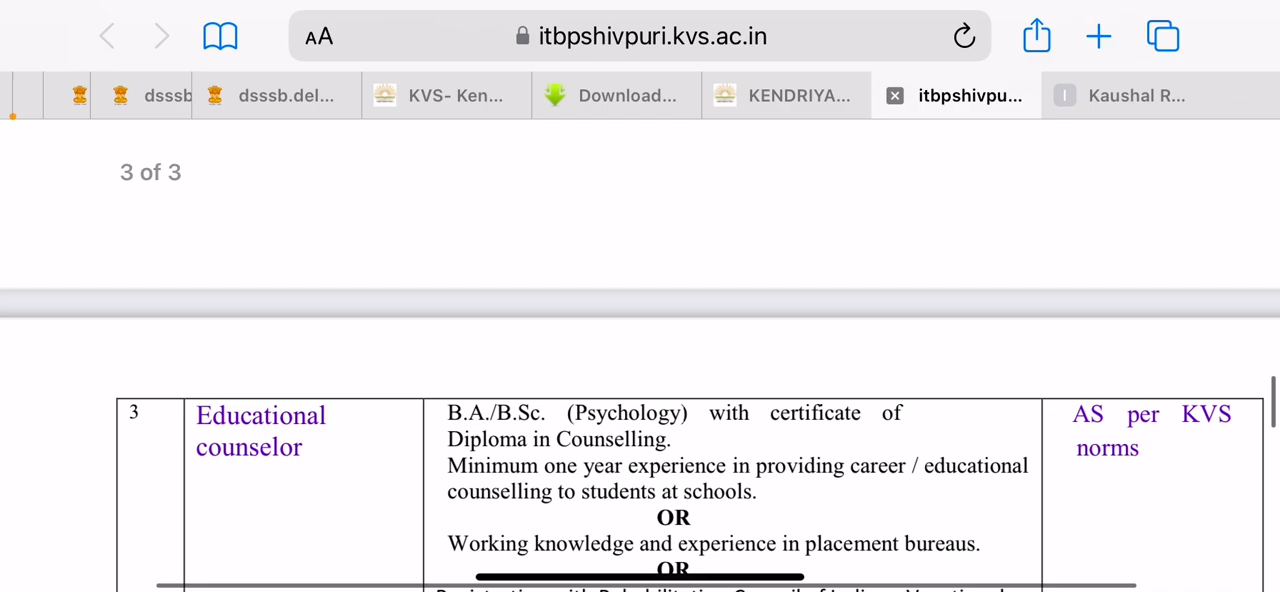 AA itbpshivpuri.kvs.ac.in
dsssb dsssb.del... KVS- Ken... Download... KENDRIYA... itbpshivpu... Kaushal R...
3 of 3
3 Educational counselor
B.A./B.Sc. (Psychology) with certificate of
Diploma in Counselling.
Minimum one year experience in providing career / educational
counselling to students at schools.
OR
Working knowledge and experience in placement bureaus.
OR
AS per KVS
norms